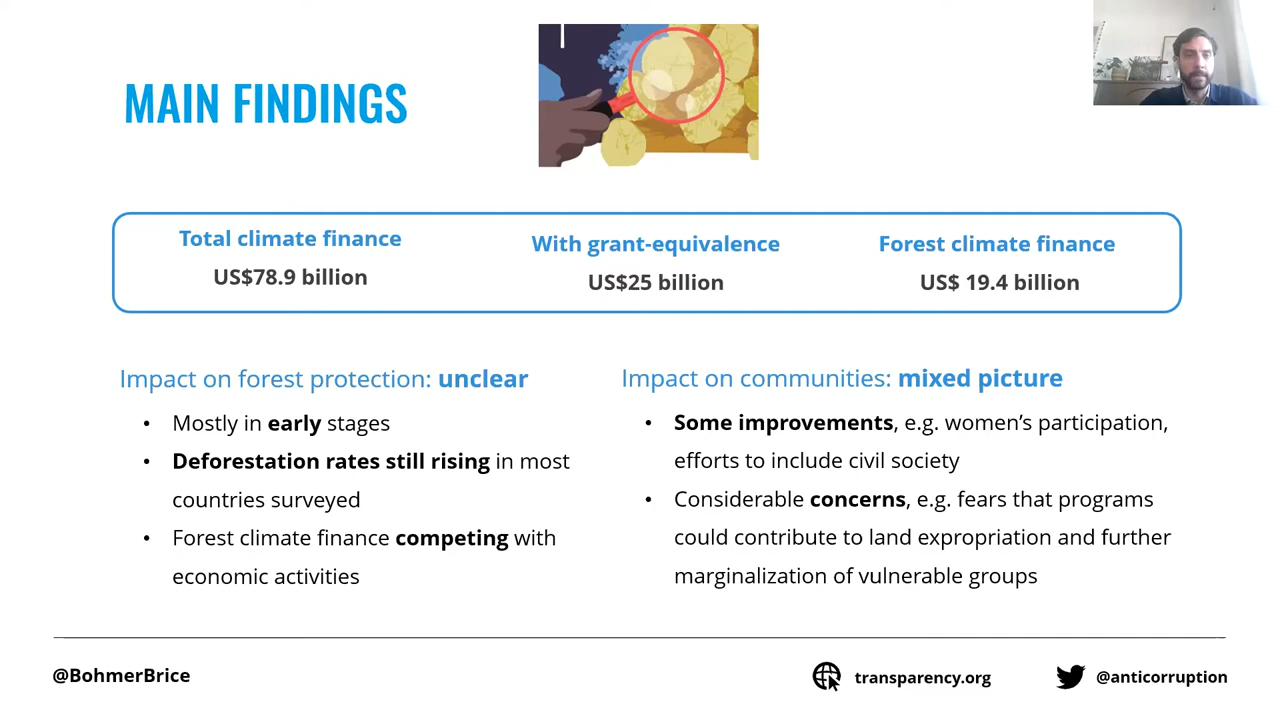 MAIN FINDINGS
Total climate finance
US$78.9 billion
With grant-equivalence
US$25 billion
Forest climate finance
US$ 19.4 billion
Impact on forest protection: unclear
• Mostly in early stages
• Deforestation rates still rising in most
countries surveyed
• Forest climate finance competing with
economic activities
Impact on communities: mixed picture
• Some improvements, e.g. women’s participation,
efforts to include civil society
• Considerable concerns, e.g. fears that programs
could contribute to land expropriation and further
marginalization of vulnerable groups
@BohmerBrice
transparency.org
@anticorruption